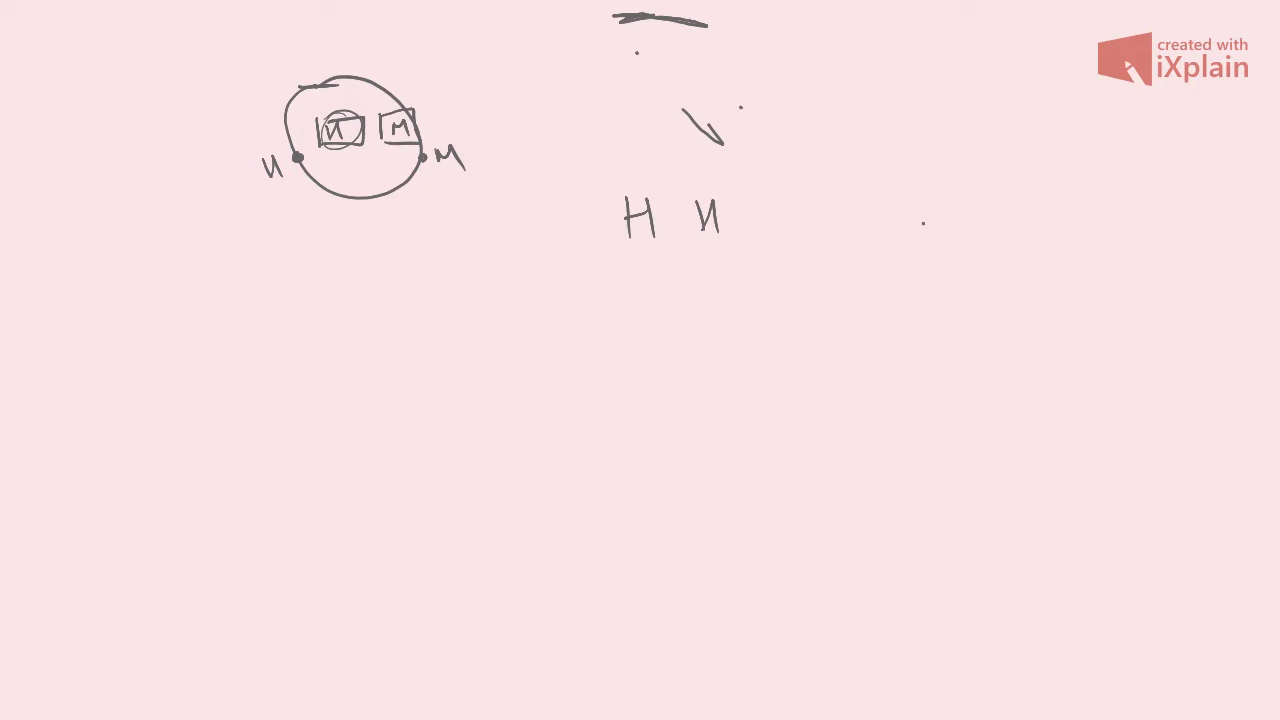 created with
iXplain
И М
И М
Н И